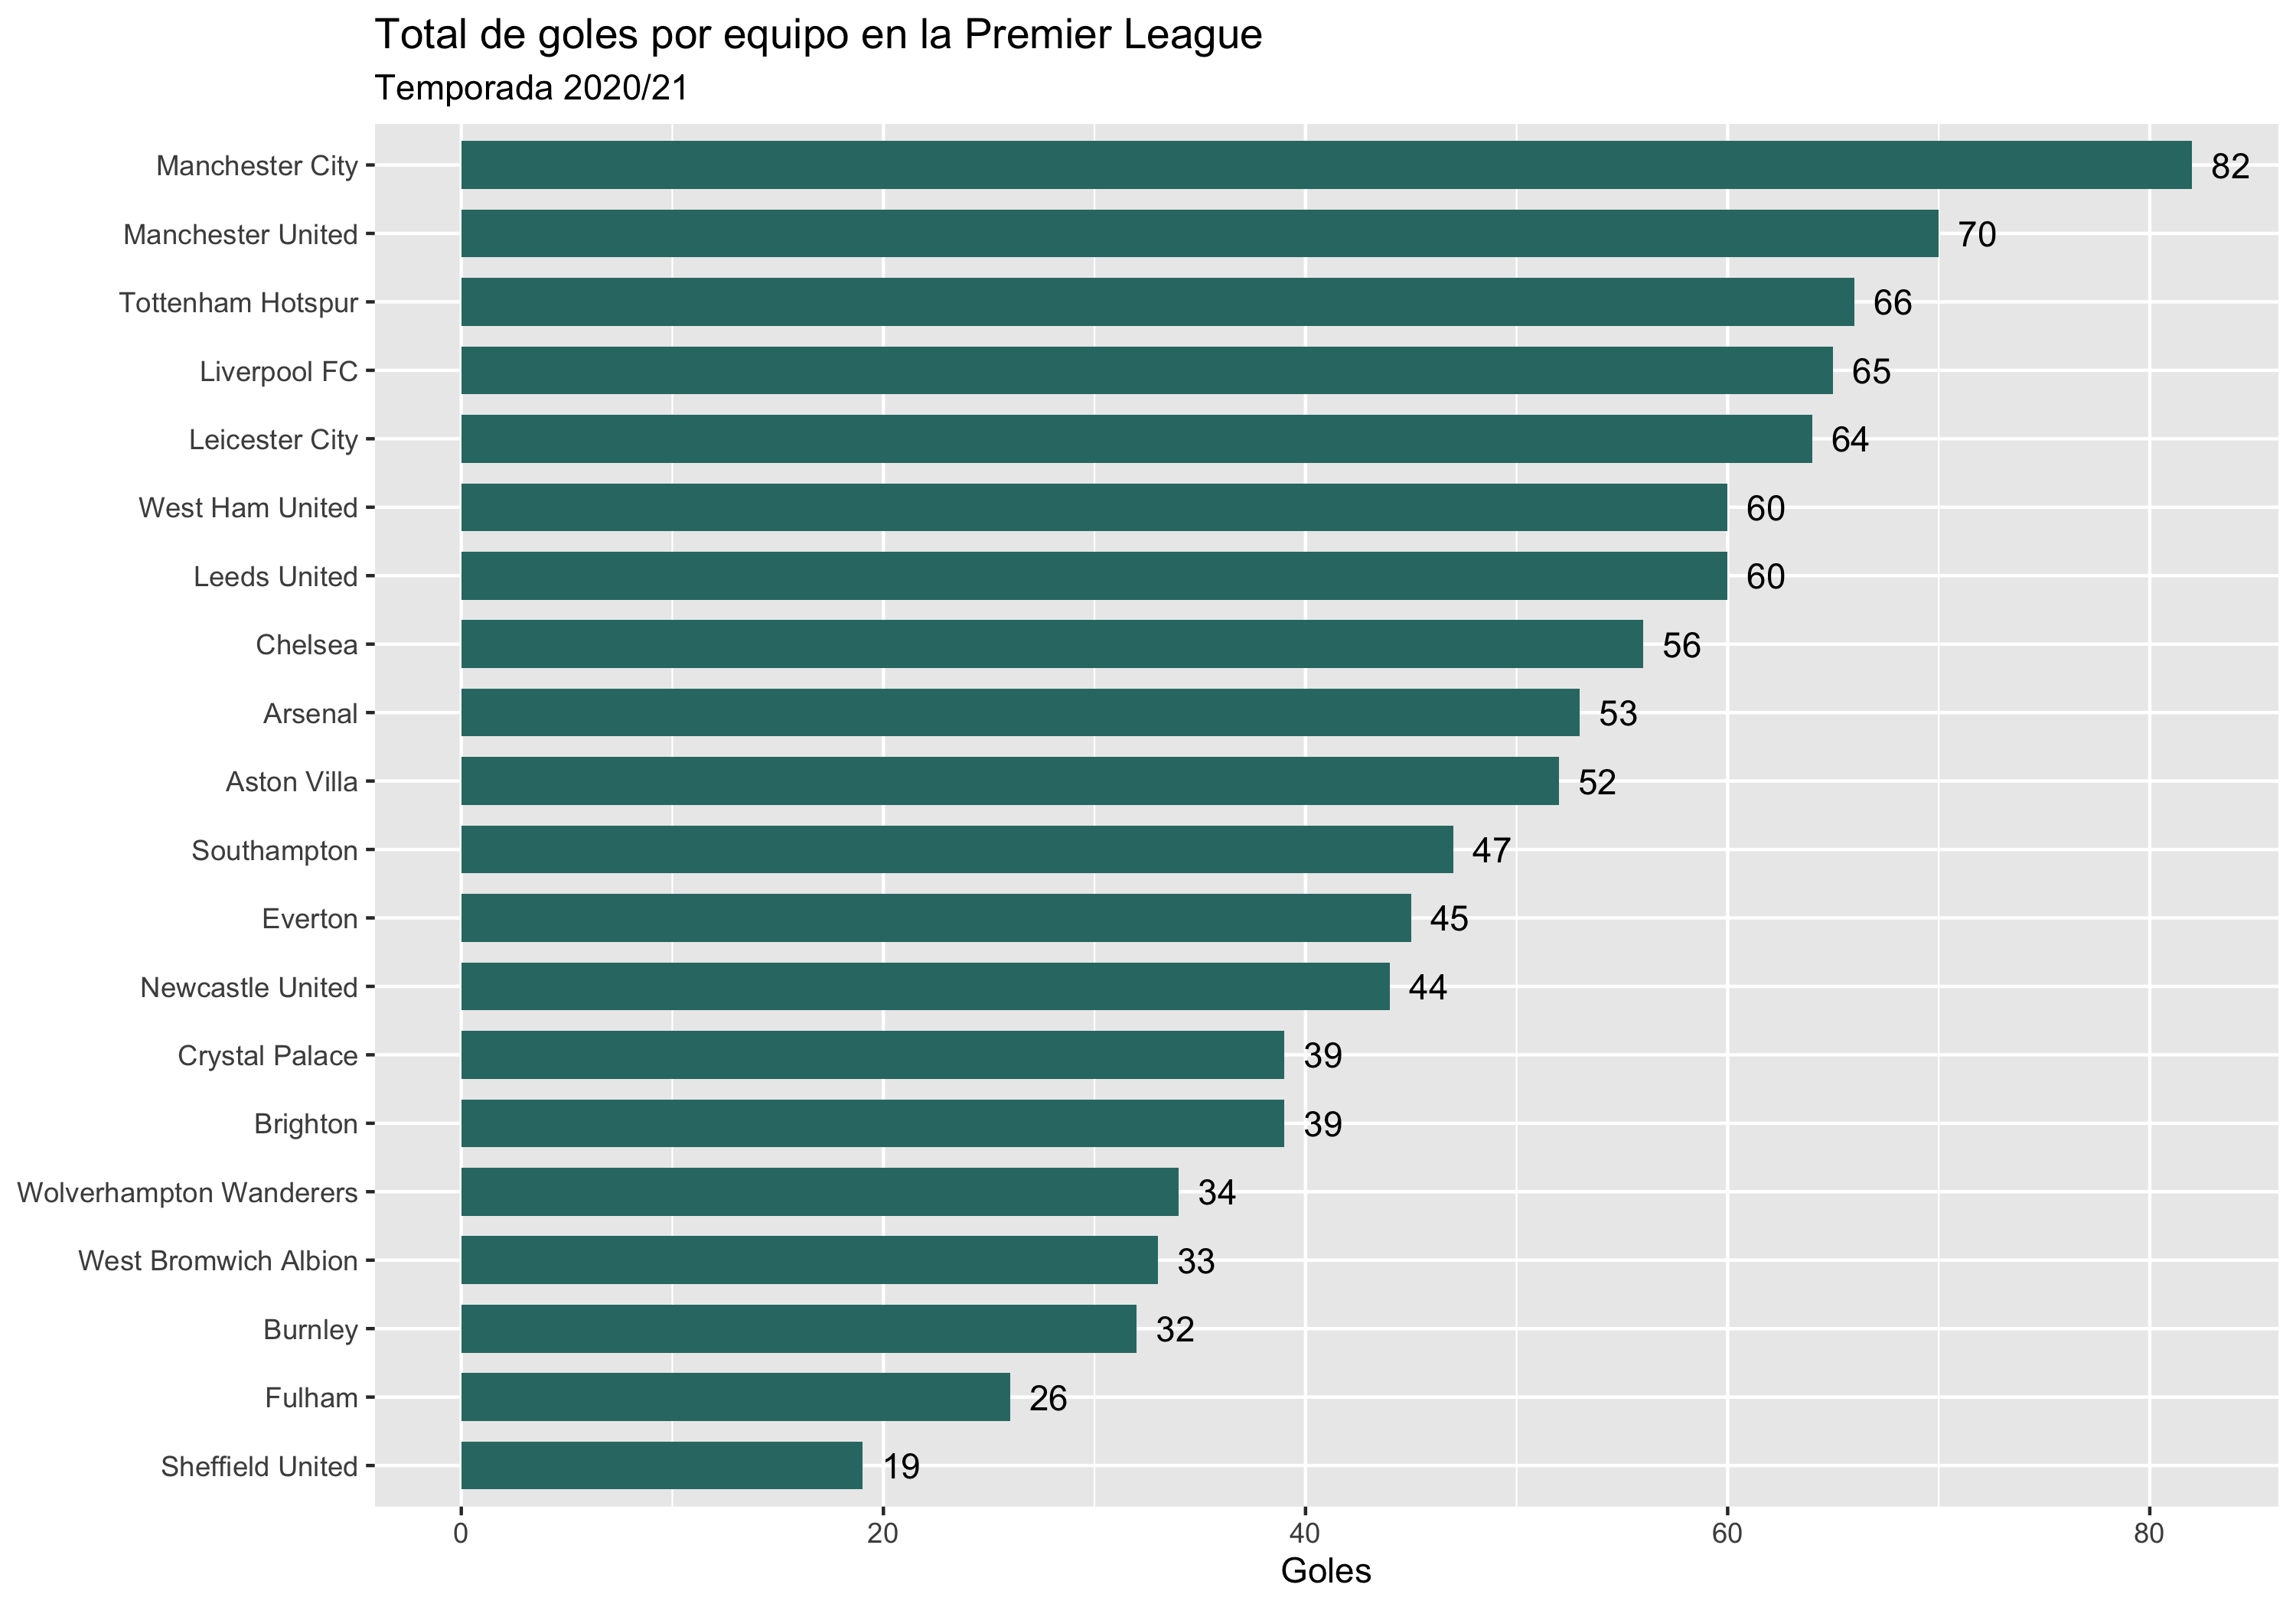 Total de goles por equipo en la Premier League
Temporada 2020/21
Manchester City 82
Manchester United 70
Tottenham Hotspur 66
Liverpool FC 65
Leicester City 64
West Ham United 60
Leeds United 60
Chelsea 56
Arsenal 53
Aston Villa 52
Southampton 47
Everton 45
Newcastle United 44
Crystal Palace 39
Brighton 39
Wolverhampton Wanderers 34
West Bromwich Albion 33
Burnley 32
Fulham 26
Sheffield United 19
0 20 40 60 80
Goles